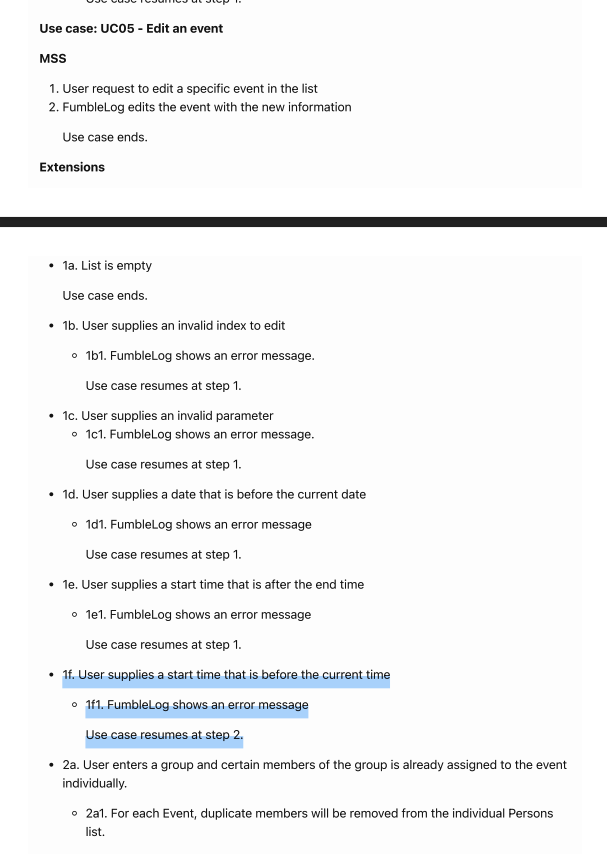 Use case resumes at step 1.
Use case: UC05 - Edit an event
MSS
1. User request to edit a specific event in the list
2. FumbleLog edits the event with the new information
Use case ends.
Extensions
1a. List is empty
Use case ends.
1b. User supplies an invalid index to edit
1b1. FumbleLog shows an error message.
Use case resumes at step 1.
1c. User supplies an invalid parameter
1c1. FumbleLog shows an error message.
Use case resumes at step 1.
1d. User supplies a date that is before the current date
1d1. FumbleLog shows an error message
Use case resumes at step 1.
1e. User supplies a start time that is after the end time
1e1. FumbleLog shows an error message
Use case resumes at step 1.
1f. User supplies a start time that is before the current time
1f1. FumbleLog shows an error message
Use case resumes at step 2.
2a. User enters a group and certain members of the group is already assigned to the event
individually.
2a1. For each Event, duplicate members will be removed from the individual Persons
list.